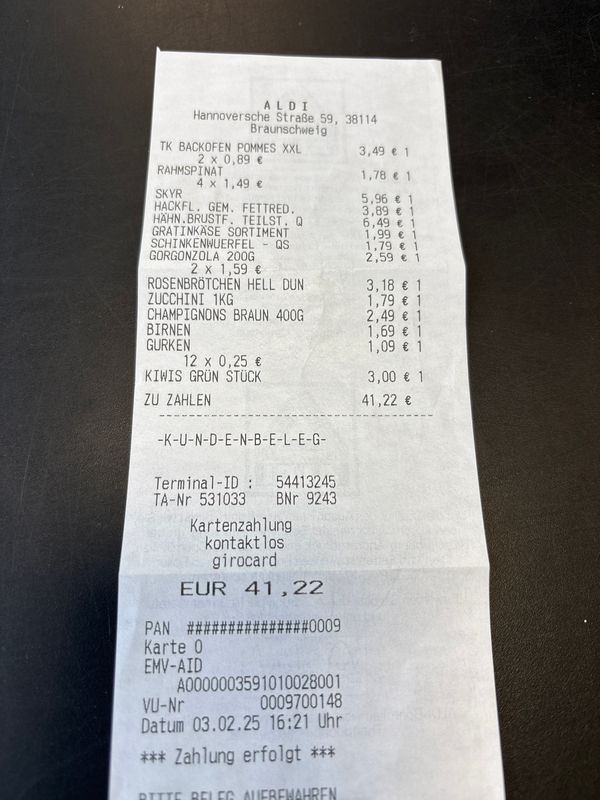 ALDI
Hannoversche Straße 59, 38114
Braunschweig
TK BACKOFEN POMMES XXL 3,49 € 1
2 x 0,89 €
RAHMSPINAT 1,78 € 1
4 x 1,49 €
SKYR 5,96 € 1
HACKFL. GEM. FETTRED. 3,89 € 1
HÄHN.BRUSTF. TEILST. Q 6,49 € 1
GRATINKÄSE SORTIMENT 1,99 € 1
SCHINKENWUERFEL - QS 1,79 € 1
GORGONZOLA 200G 2,59 € 1
2 x 1,59 €
ROSENBRÖTCHEN HELL DUN 3,18 € 1
ZUCCHINI 1KG 1,79 € 1
CHAMPIGNONS BRAUN 400G 2,49 € 1
BIRNEN 1,69 € 1
GURKEN 1,09 € 1
12 x 0,25 €
KIWIS GRÜN STÜCK 3,00 € 1
ZU ZAHLEN 41,22 €
-K-U-N-D-E-N-B-E-L-E-G-
Terminal-ID : 54413245
TA-Nr 531033 BNr 9243
Kartenzahlung
kontaktlos
girocard
EUR 41,22
PAN ###############0009
Karte 0
EMV-AID
A0000003591010028001
VU-Nr 0009700148
Datum 03.02.25 16:21 Uhr
*** Zahlung erfolgt ***
BITTE BELEG AUFBEWAHREN